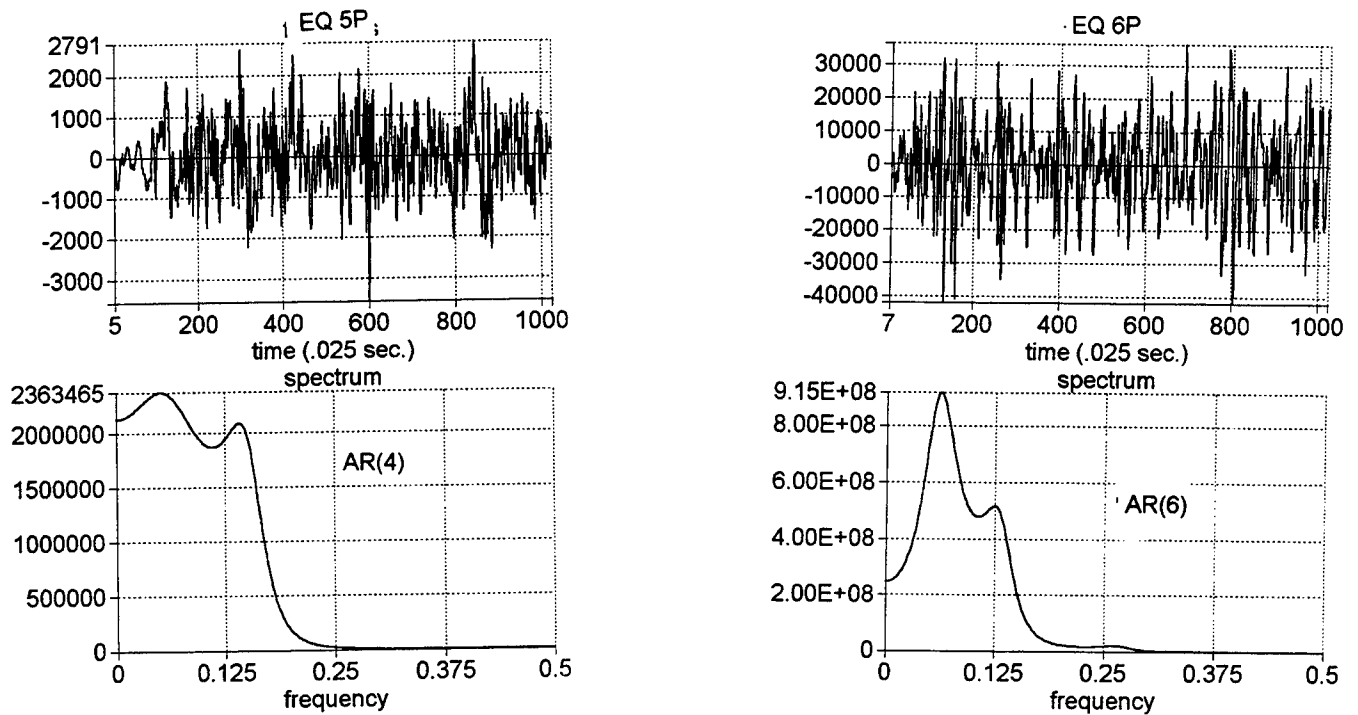 EQ 5P
2791
2000
1000
0
-1000
-2000
-3000
5 200 400 600 800 1000
time (.025 sec.)
spectrum
2363465
2000000
1500000
1000000
500000
0
AR(4)
0 0.125 0.25 0.375 0.5
frequency
EQ 6P
30000
20000
10000
0
-10000
-20000
-30000
-40000
7 200 400 600 800 1000
time (.025 sec.)
spectrum
9.15E+08
8.00E+08
6.00E+08
4.00E+08
2.00E+08
0
AR(6)
0 0.125 0.25 0.375 0.5
frequency